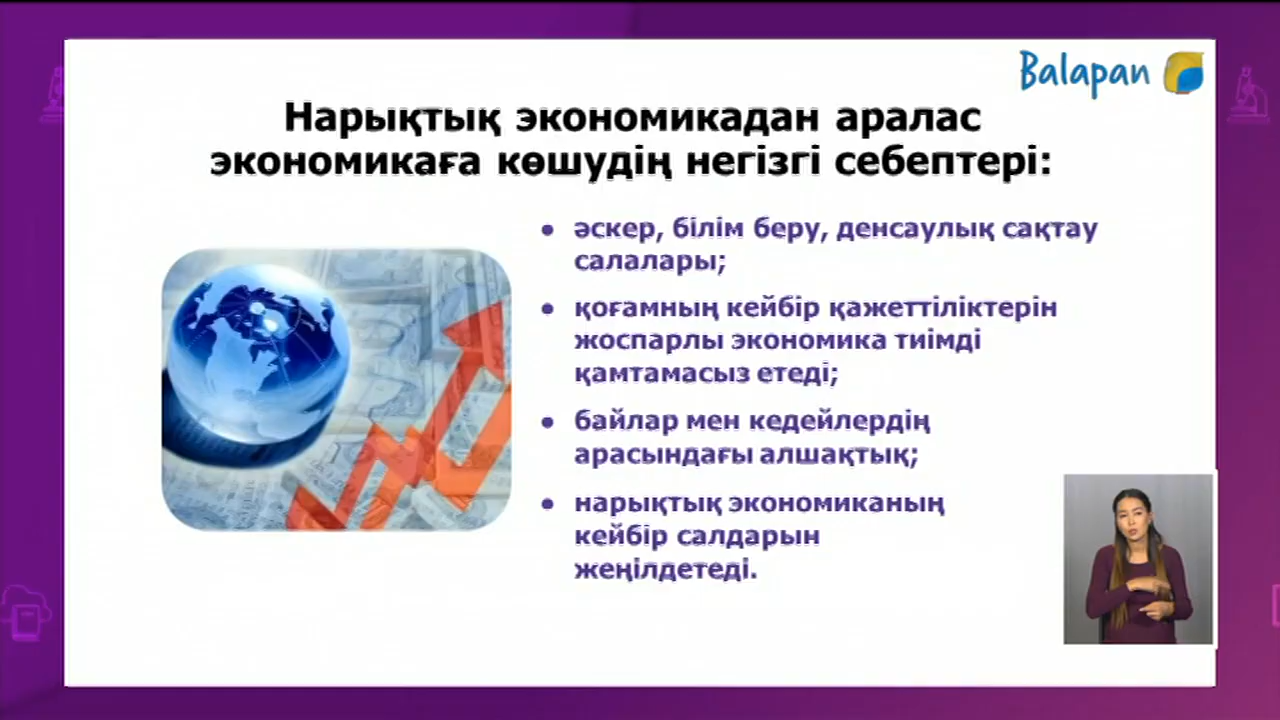 Balapan
Нарықтық экономикадан аралас
экономикаға көшудің негізгі себептері:
• әскер, білім беру, денсаулық сақтау
салалары;
• қоғамның кейбір қажеттіліктерін
жоспарлы экономика тиімді
қамтамасыз етеді;
• байлар мен кедейлердің
арасындағы алшақтық;
• нарықтық экономиканың
кейбір салдарын
жеңілдетеді.